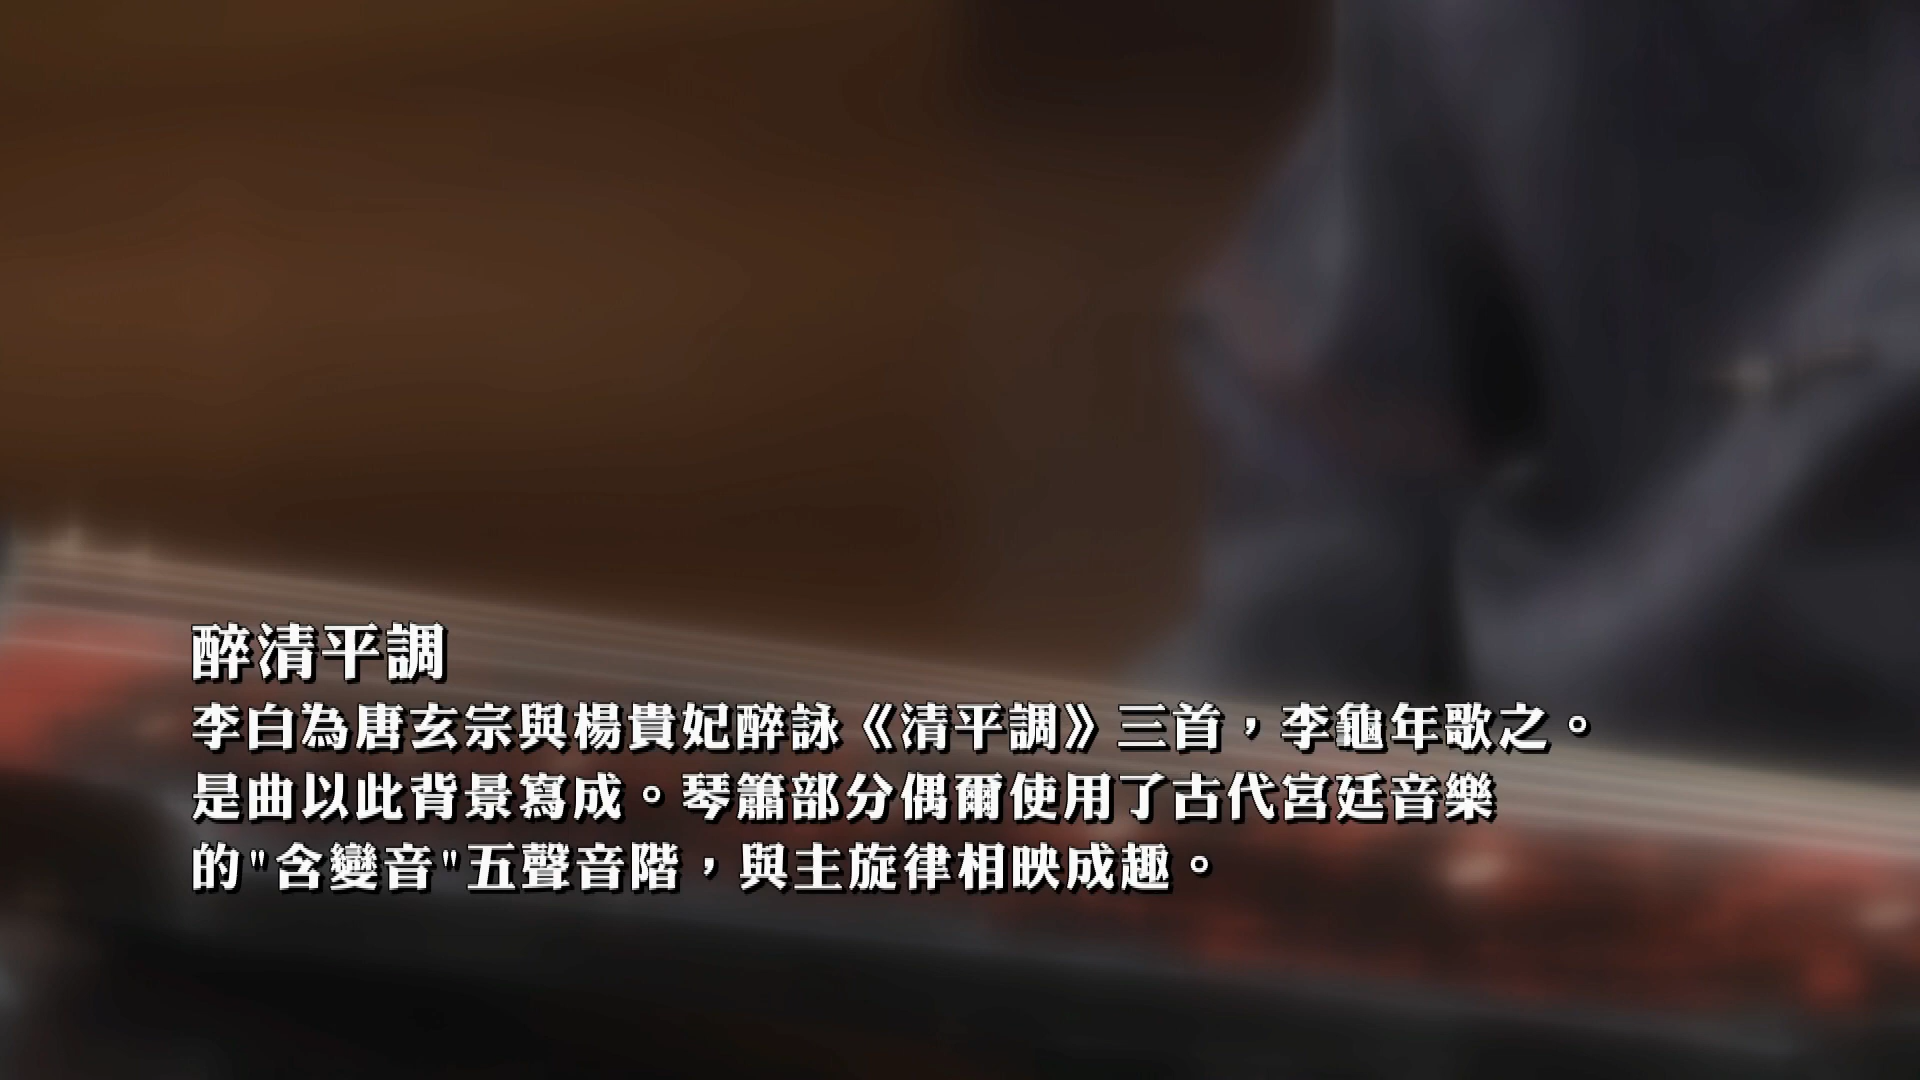 醉清平調
李白為唐玄宗與楊貴妃醉詠《清平調》三首，李龜年歌之。
是曲以此背景寫成。琴簫部分偶爾使用了古代宮廷音樂
的"含變音"五聲音階，與主旋律相映成趣。